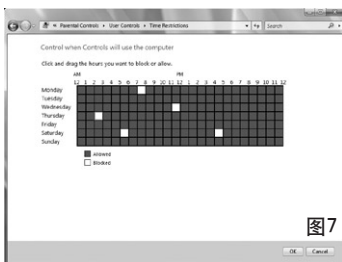 Parental Controls ▸ User Controls ▸ Time Restrictions
Search
Control when Controls will use the computer
Click and drag the hours you want to block or allow.
AM PM
12 1 2 3 4 5 6 7 8 9 10 11 12 1 2 3 4 5 6 7 8 9 10 11 12
Monday
Tuesday
Wednesday
Thursday
Friday
Saturday
Sunday
Allowed
Blocked
图7
OK Cancel